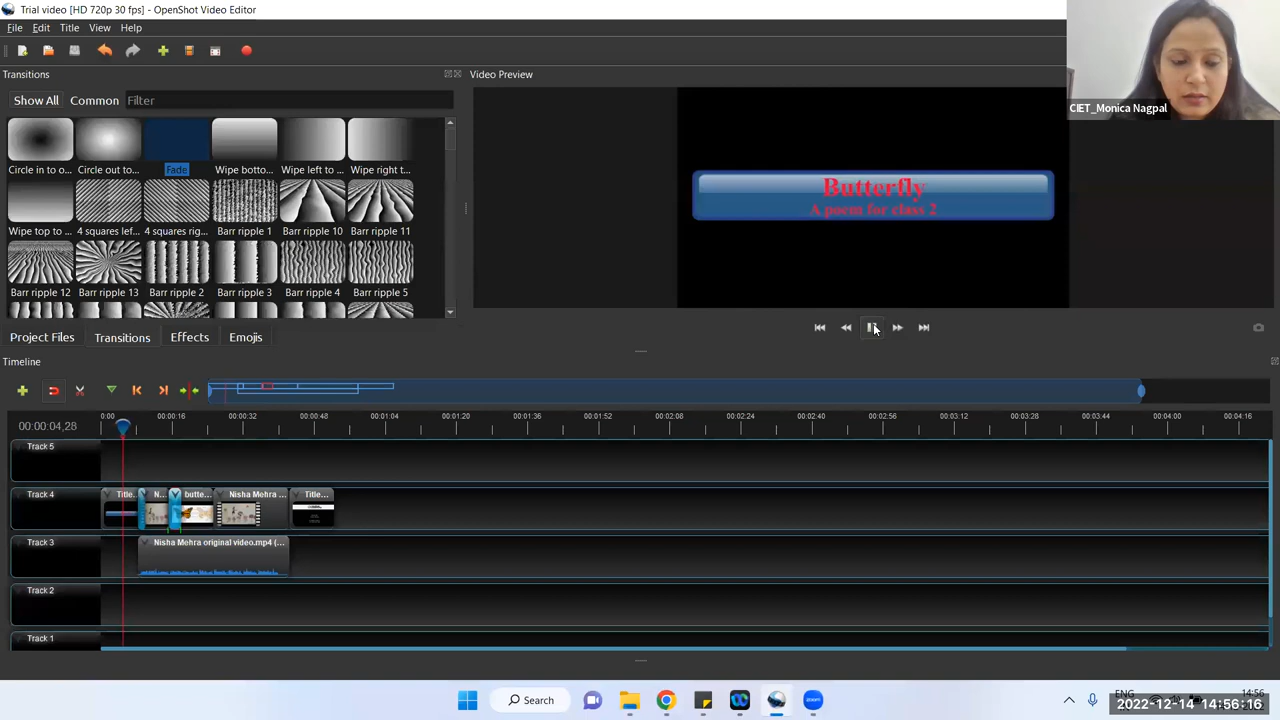 Trial video [HD 720p 30 fps] - OpenShot Video Editor
File Edit Title View Help
Transitions
Video Preview
Show All Common Filter
CIET_Monica Nagpal
Circle in to o... Circle out to... Fade Wipe botto... Wipe left to ... Wipe right t...
Wipe top to ... 4 squares lef... 4 squares rig... Barr ripple 1 Barr ripple 10 Barr ripple 11
Barr ripple 12 Barr ripple 13 Barr ripple 2 Barr ripple 3 Barr ripple 4 Barr ripple 5
Butterfly
A poem for class 2
Project Files Transitions Effects Emojis
Timeline
00:00:04,28
0:00 00:00:16 00:00:32 00:00:48 00:01:04 00:01:20 00:01:36 00:01:52 00:02:08 00:02:24 00:02:40 00:02:56 00:03:12 00:03:28 00:03:44 00:04:00 00:04:16
Track 5
Track 4
Title... N... butte... Nisha Mehra ... Title...
Track 3
Nisha Mehra original video.mp4 (...
Track 2
Track 1
Search
ENG
14:56
2022-12-14 14:56:16